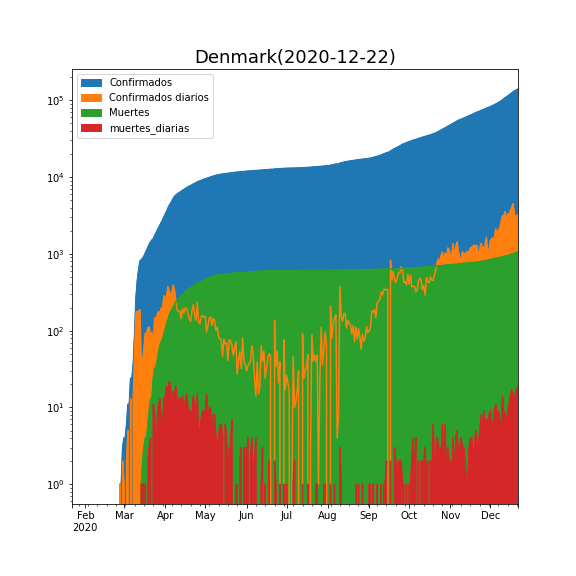 Denmark(2020-12-22)
Confirmados
Confirmados diarios
Muertes
muertes_diarias
10^5
10^4
10^3
10^2
10^1
10^0
Feb Mar Apr May Jun Jul Aug Sep Oct Nov Dec
2020